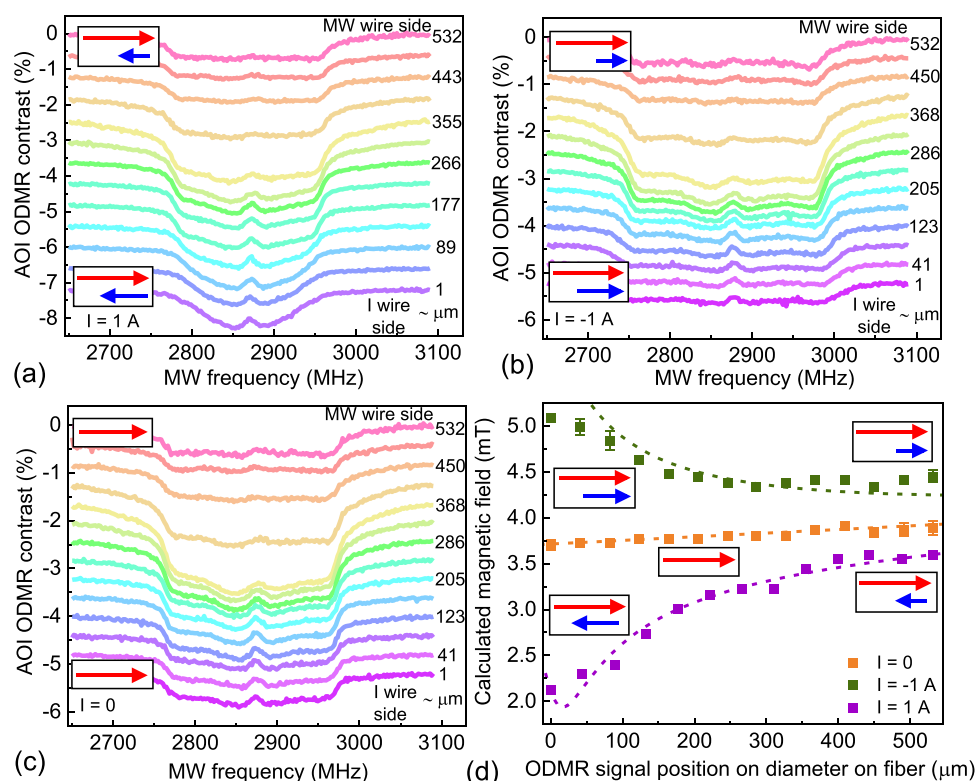 MW wire side
0
-1
-2
-3
-4
-5
-6
-7
-8
AOI ODMR contrast (%)
532
443
355
266
177
89
1
I wire
side
~ μm
I = 1 A
2700
2800
2900
3000
3100
MW frequency (MHz)
(a)
MW wire side
0
-1
-2
-3
-4
-5
-6
AOI ODMR contrast (%)
532
450
368
286
205
123
41
1
I wire
side
~ μm
I = -1 A
2700
2800
2900
3000
3100
MW frequency (MHz)
(b)
MW wire side
0
-1
-2
-3
-4
-5
-6
AOI ODMR contrast (%)
532
450
368
286
205
123
41
1
I wire
side
~ μm
I = 0
2700
2800
2900
3000
3100
MW frequency (MHz)
(c)
5.0
4.5
4.0
3.5
3.0
2.5
2.0
Calculated magnetic field (mT)
I = 0
I = -1 A
I = 1 A
0
100
200
300
400
500
ODMR signal position on diameter on fiber (μm)
(d)